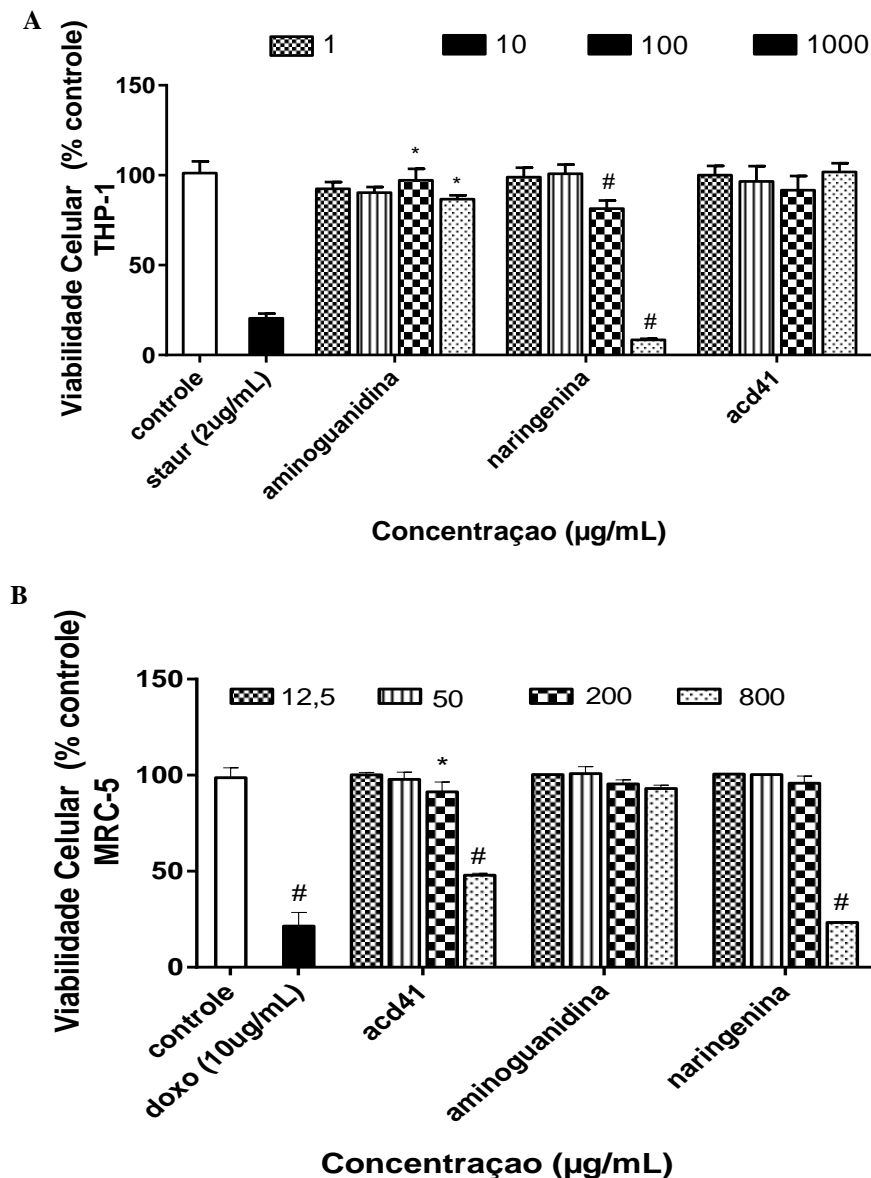 A
1 10 100 1000
Viabilidade Celular (% controle)
THP-1
150
100
50
0
* * # #
controle
staur (2ug/mL)
aminoguanidina
naringenina
acd41
Concentraçao (µg/mL)
B
Viabilidade Celular (% controle)
MRC-5
12,5 50 200 800
150
100
50
0
# * # #
controle
doxo (10ug/mL)
acd41
aminoguanidina
naringenina
Concentraçao (µg/mL)